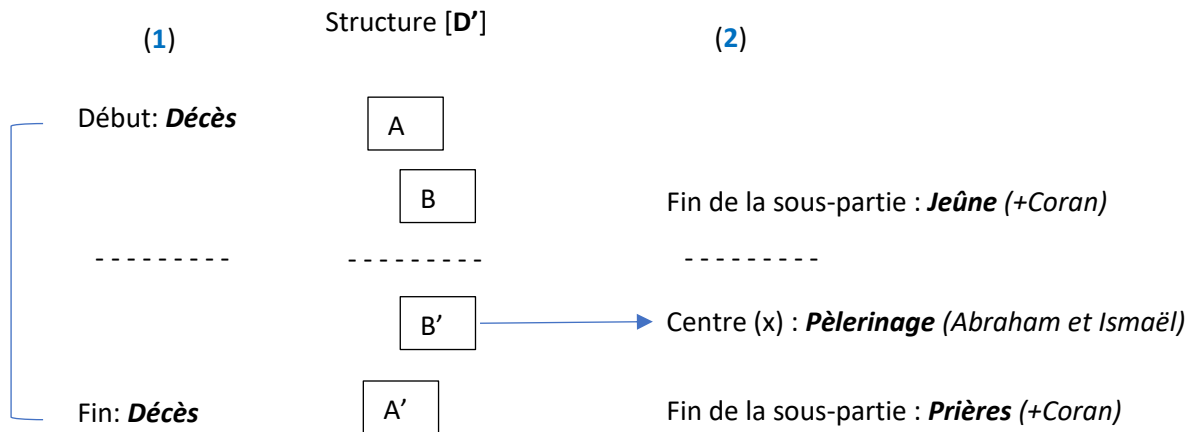 Structure [D’]
(1) (2)
Début: Décès A
B Fin de la sous-partie : Jeûne (+Coran)
- - - - - - - - - - - - - - - - - - - - - - - - - - -
B’ Centre (x) : Pèlerinage (Abraham et Ismaël)
Fin: Décès A’ Fin de la sous-partie : Prières (+Coran)